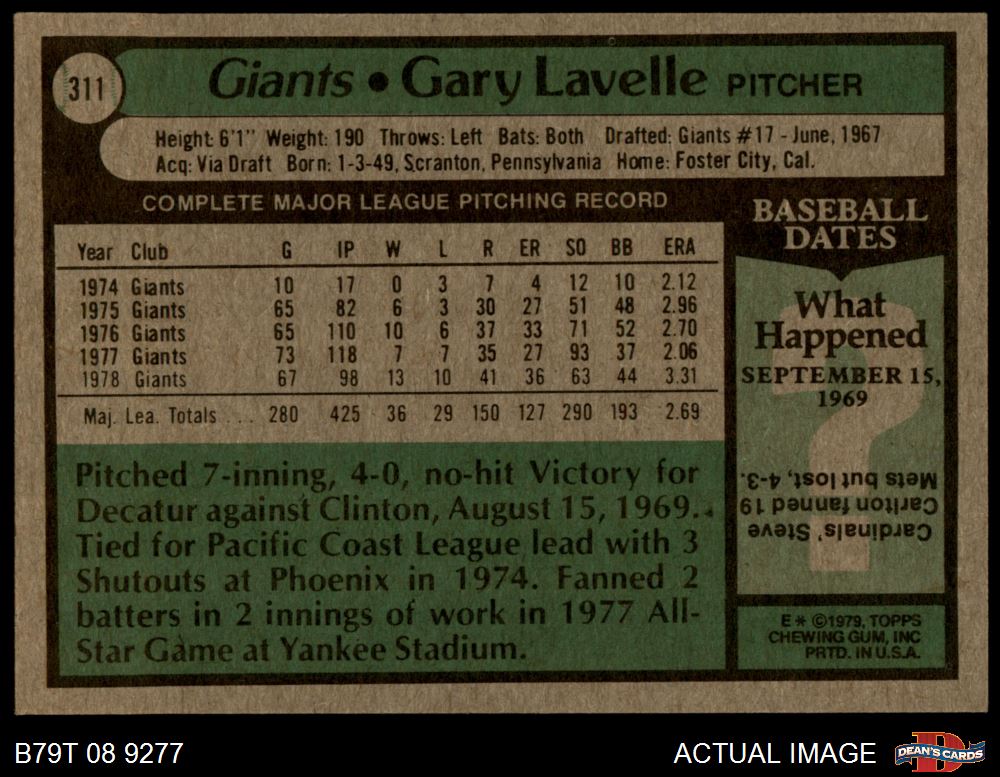 311
Giants • Gary Lavelle PITCHER
Height: 6'1" Weight: 190 Throws: Left Bats: Both Drafted: Giants #17 - June, 1967
Acq: Via Draft Born: 1-3-49, Scranton, Pennsylvania Home: Foster City, Cal.
COMPLETE MAJOR LEAGUE PITCHING RECORD
Year Club G IP W L R ER SO BB ERA
1974 Giants 10 17 0 3 7 4 12 10 2.12
1975 Giants 65 82 6 3 30 27 51 48 2.96
1976 Giants 65 110 10 6 37 33 71 52 2.70
1977 Giants 73 118 7 7 35 27 93 37 2.06
1978 Giants 67 98 13 10 41 36 63 44 3.31
Maj. Lea. Totals . . . 280 425 36 29 150 127 290 193 2.69
Pitched 7-inning, 4-0, no-hit Victory for
Decatur against Clinton, August 15, 1969.
Tied for Pacific Coast League lead with 3
Shutouts at Phoenix in 1974. Fanned 2
batters in 2 innings of work in 1977 All-
Star Game at Yankee Stadium.
BASEBALL
DATES
What
Happened
SEPTEMBER 15,
1969
?
Cardinals' Steve
Carlton fanned 19
Mets but lost, 4-3.
E * ©1979, TOPPS
CHEWING GUM, INC
PRTD. IN U.S.A.
B79T 08 9277
ACTUAL IMAGE
D
DEAN'S CARDS